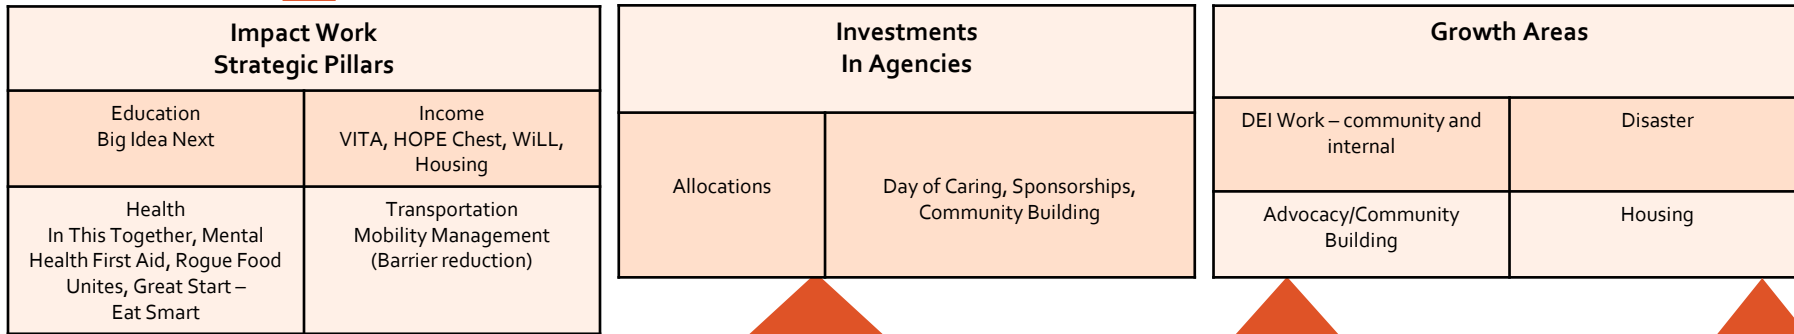 Impact Work
Strategic Pillars
Education
Big Idea Next
Income
VITA, HOPE Chest, WiLL,
Housing
Health
In This Together, Mental
Health First Aid, Rogue Food
Unites, Great Start –
Eat Smart
Transportation
Mobility Management
(Barrier reduction)
Investments
In Agencies
Allocations
Day of Caring, Sponsorships,
Community Building
Growth Areas
DEI Work – community and
internal
Disaster
Advocacy/Community
Building
Housing